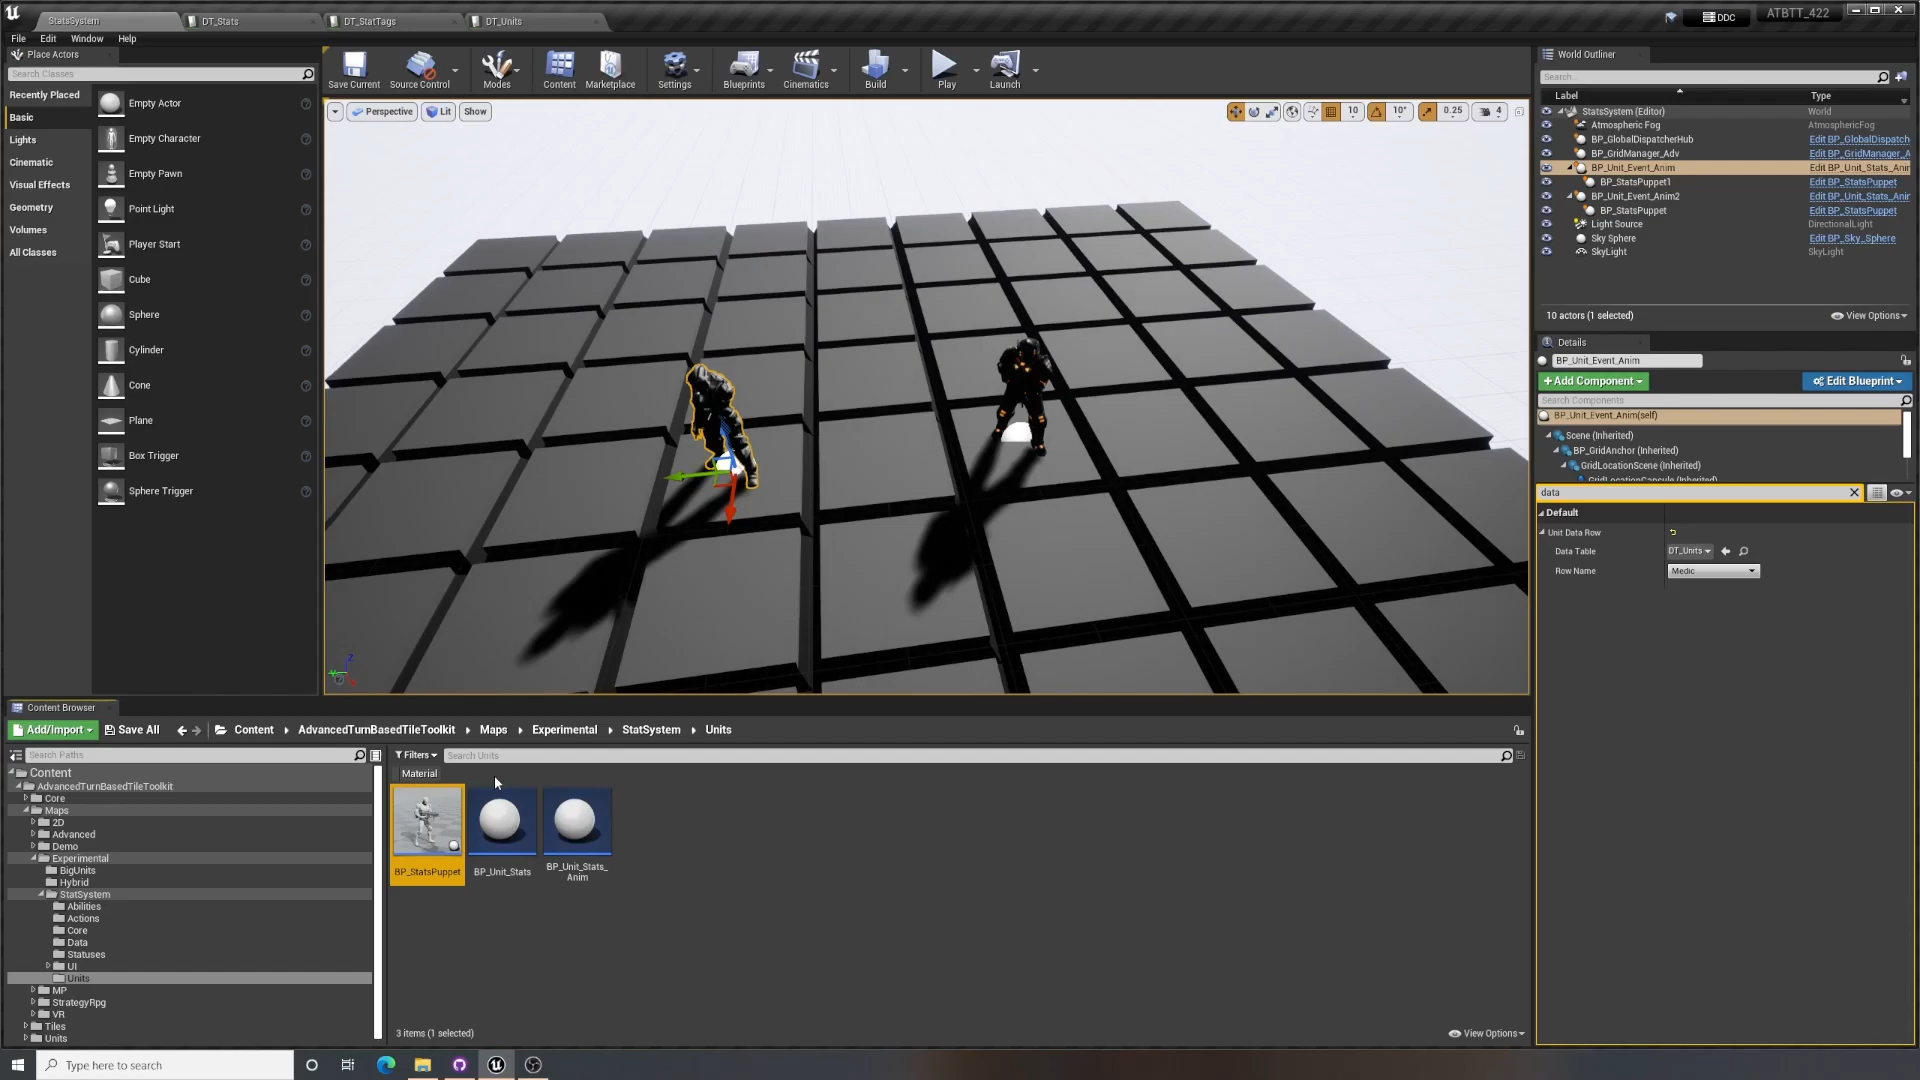 StatsSystem
DT_Stats
DT_StatTags
DT_Units
DDC
ATBTT_422
File Edit Window Help
Place Actors
Search Classes
Recently Placed
Basic
Lights
Cinematic
Visual Effects
Geometry
Volumes
All Classes
Empty Actor
Empty Character
Empty Pawn
Point Light
Player Start
Cube
Sphere
Cylinder
Cone
Plane
Box Trigger
Sphere Trigger
Save Current
Source Control
Modes
Content
Marketplace
Settings
Blueprints
Cinematics
Build
Play
Launch
Perspective
Lit
Show
10
10°
0.25
4
World Outliner
Search...
Label Type
StatsSystem (Editor) World
Atmospheric Fog AtmosphericFog
BP_GlobalDispatcherHub Edit BP_GlobalDispatch
BP_GridManager_Adv Edit BP_GridManager_A
BP_Unit_Event_Anim Edit BP_Unit_Stats_Anim
BP_StatsPuppet1 Edit BP_StatsPuppet
BP_Unit_Event_Anim2 Edit BP_Unit_Stats_Anim
BP_StatsPuppet Edit BP_StatsPuppet
Light Source DirectionalLight
Sky Sphere Edit BP_Sky_Sphere
SkyLight SkyLight
10 actors (1 selected)
View Options
Details
BP_Unit_Event_Anim
+Add Component
Edit Blueprint
Search Components
BP_Unit_Event_Anim(self)
Scene (Inherited)
BP_GridAnchor (Inherited)
GridLocationScene (Inherited)
GridLocationCapsule (Inherited)
data
Default
Unit Data Row
Data Table DT_Units
Row Name Medic
Content Browser
Add/Import
Save All
Content AdvancedTurnBasedTileToolkit Maps Experimental StatSystem Units
Search Paths
Content
AdvancedTurnBasedTileToolkit
Core
Maps
2D
Advanced
Demo
Experimental
BigUnits
Hybrid
StatSystem
Abilities
Actions
Core
Data
Statuses
UI
Units
MP
StrategyRpg
VR
Tiles
Units
Filters
Search Units
Material
BP_StatsPuppet
BP_Unit_Stats
BP_Unit_Stats_
Anim
3 items (1 selected)
View Options
Type here to search